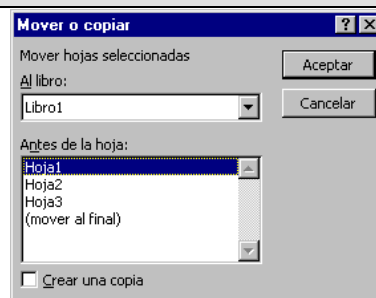 Mover o copiar
Mover hojas seleccionadas
Al libro:
Libro1
Antes de la hoja:
Hoja1
Hoja2
Hoja3
(mover al final)
Crear una copia
Aceptar
Cancelar